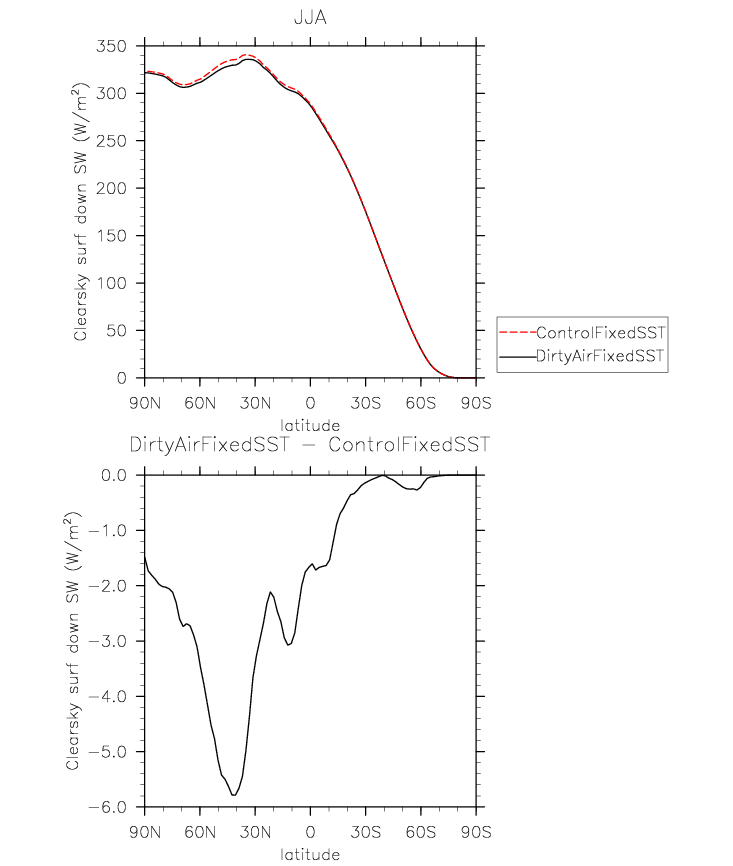 JJA
Clearsky surf down SW (W/m²)
350
300
250
200
150
100
50
0
90N 60N 30N 0 30S 60S 90S
latitude
ControlFixedSST
DirtyAirFixedSST
DirtyAirFixedSST − ControlFixedSST
Clearsky surf down SW (W/m²)
0.0
−1.0
−2.0
−3.0
−4.0
−5.0
−6.0
90N 60N 30N 0 30S 60S 90S
latitude